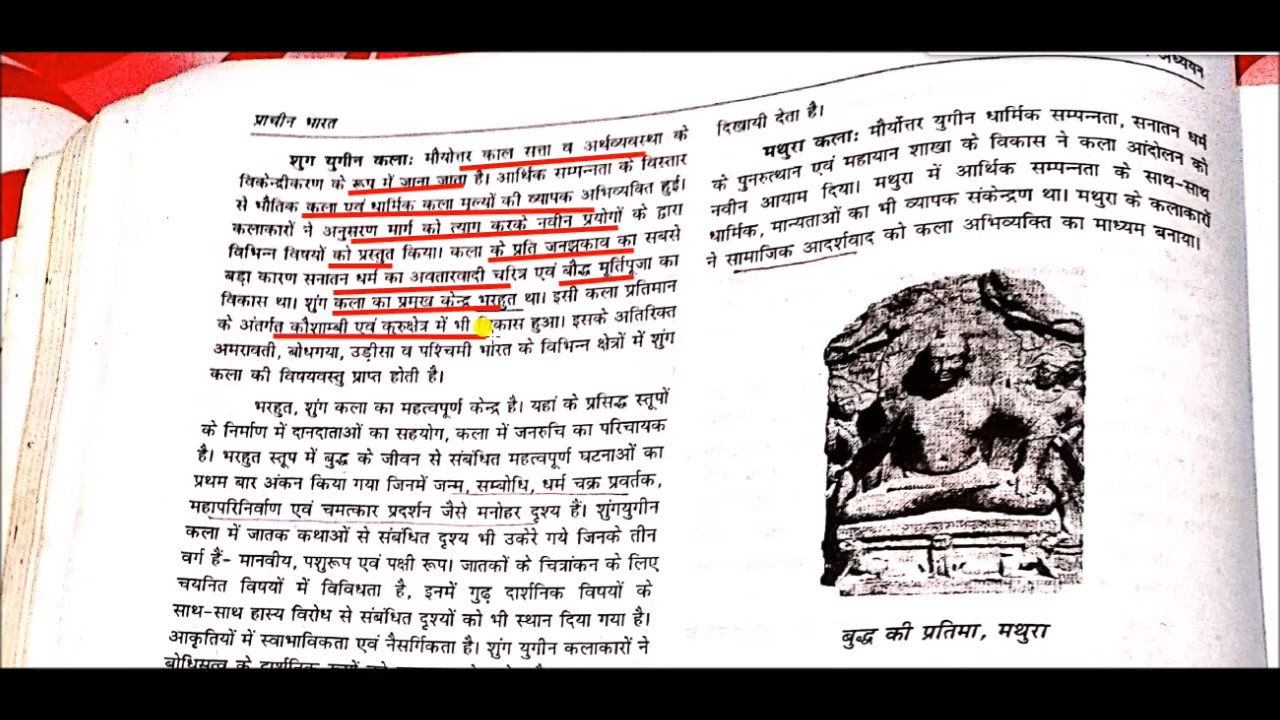 अध्ययन
प्राचीन भारत
शुंग युगीन कला: मौर्योत्तर काल सत्ता व अर्थव्यवस्था के
विकेन्द्रीकरण के रूप में जाना जाता है। आर्थिक सम्पन्नता के विस्तार
से भौतिक कला एवं धार्मिक कला मूल्यों की व्यापक अभिव्यक्ति हुई।
कलाकारों ने अनुसरण मार्ग को त्याग करके नवीन प्रयोगों के द्वारा
विभिन्न विषयों को प्रस्तुत किया। कला के प्रति जनझुकाव का सबसे
बड़ा कारण सनातन धर्म का अवतारवादी चरित्र एवं बौद्ध मूर्तिपूजा का
विकास था। शुंग कला का प्रमुख केन्द्र भरहुत था। इसी कला प्रतिमान
के अंतर्गत कौशाम्बी एवं कुरुक्षेत्र में भी विकास हुआ। इसके अतिरिक्त
अमरावती, बोधगया, उड़ीसा व पश्चिमी भारत के विभिन्न क्षेत्रों में शुंग
कला की विषयवस्तु प्राप्त होती है।
भरहुत, शुंग कला का महत्वपूर्ण केन्द्र है। यहां के प्रसिद्ध स्तूपों
के निर्माण में दानदाताओं का सहयोग, कला में जनरुचि का परिचायक
है। भरहुत स्तूप में बुद्ध के जीवन से संबंधित महत्वपूर्ण घटनाओं का
प्रथम बार अंकन किया गया जिनमें जन्म, सम्बोधि, धर्म चक्र प्रवर्तक,
महापरिनिर्वाण एवं चमत्कार प्रदर्शन जैसे मनोहर दृश्य हैं। शुंगयुगीन
कला में जातक कथाओं से संबंधित दृश्य भी उकेरे गये जिनके तीन
वर्ग हैं- मानवीय, पशुरूप एवं पक्षी रूप। जातकों के चित्रांकन के लिए
चयनित विषयों में विविधता है, इनमें गुढ़ दार्शनिक विषयों के
साथ-साथ हास्य विरोध से संबंधित दृश्यों को भी स्थान दिया गया है।
आकृतियों में स्वाभाविकता एवं नैसर्गिकता है। शुंग युगीन कलाकारों ने
बोधिसत्व के
दिखायी देता है।
मथुरा कला: मौर्योत्तर युगीन धार्मिक सम्पन्नता, सनातन धर्म
के पुनरुत्थान एवं महायान शाखा के विकास ने कला आंदोलन को
नवीन आयाम दिया। मथुरा में आर्थिक सम्पन्नता के साथ-साथ
धार्मिक, मान्यताओं का भी व्यापक संकेन्द्रण था। मथुरा के कलाकारों
ने सामाजिक आदर्शवाद को कला अभिव्यक्ति का माध्यम बनाया।
बुद्ध की प्रतिमा, मथुरा